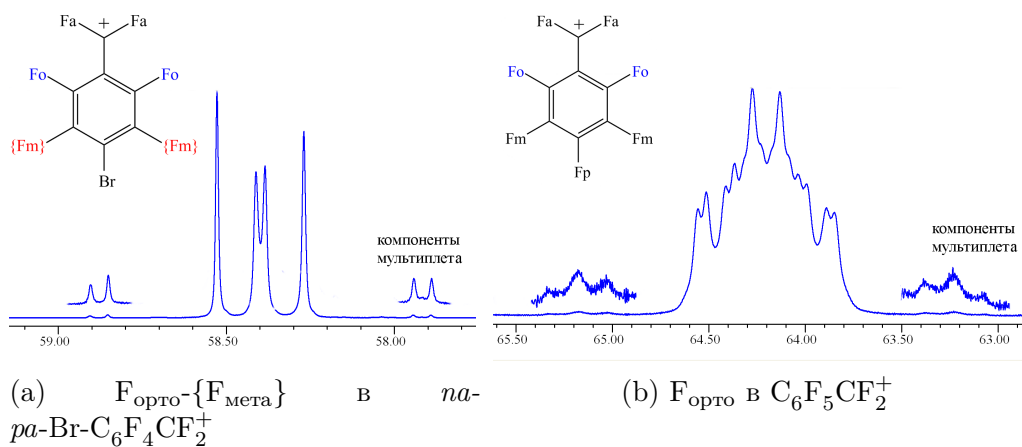 Fa Fa
+
Fo Fo
{Fm} {Fm}
Br
компоненты
мультиплета
59.00 58.50 58.00
Fa Fa
+
Fo Fo
Fm Fm
Fp
компоненты
мультиплета
65.50 65.00 64.50 64.00 63.50 63.00
(a) Fорто-{Fмета} в па-
ра-Br-C₆F₄CF₂⁺
(b) Fорто в C₆F₅CF₂⁺